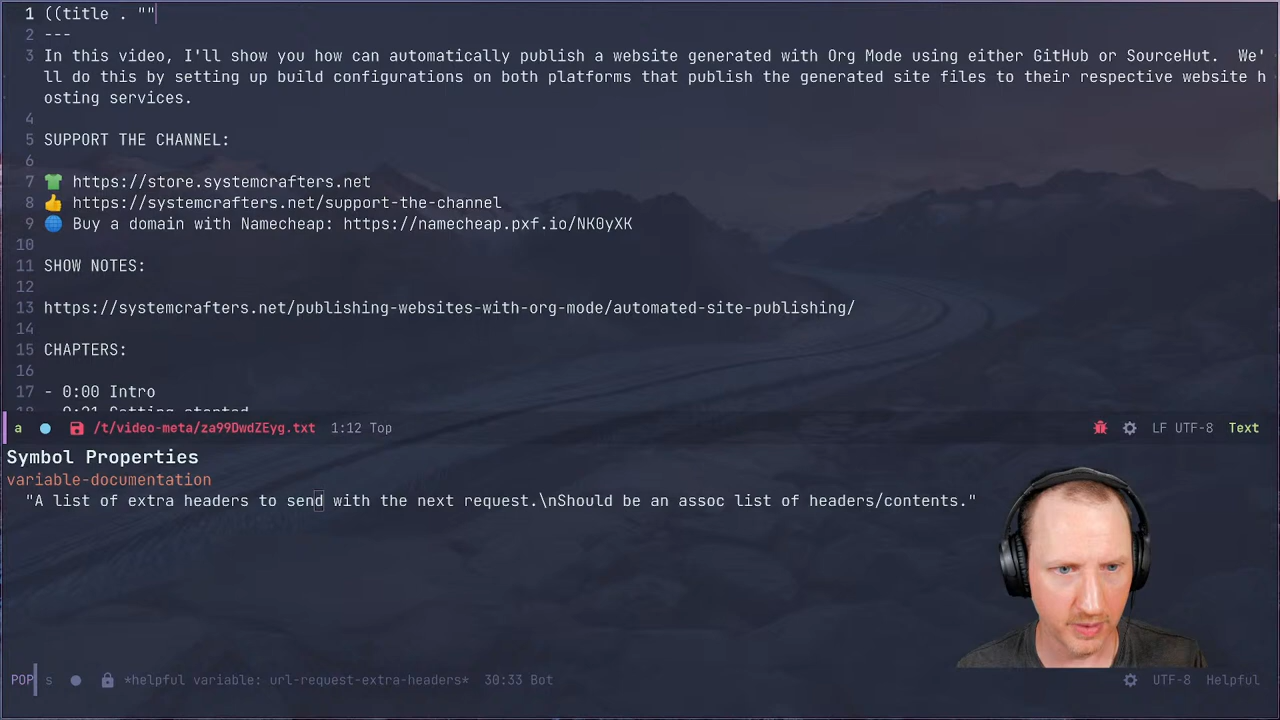 1 ((title . ""
2 ---
3 In this video, I'll show you how can automatically publish a website generated with Org Mode using either GitHub or SourceHut.  We'
ll do this by setting up build configurations on both platforms that publish the generated site files to their respective website h
osting services.
4
5 SUPPORT THE CHANNEL:
6
7 👕 https://store.systemcrafters.net
8 👍 https://systemcrafters.net/support-the-channel
9 🌐 Buy a domain with Namecheap: https://namecheap.pxf.io/NK0yXK
10
11 SHOW NOTES:
12
13 https://systemcrafters.net/publishing-websites-with-org-mode/automated-site-publishing/
14
15 CHAPTERS:
16
17 - 0:00 Intro
18 - 0:21 Getting started
a /t/video-meta/za99DwdZEyg.txt 1:12 Top LF UTF-8 Text
Symbol Properties
variable-documentation
"A list of extra headers to send with the next request.\nShould be an assoc list of headers/contents."
POP s *helpful variable: url-request-extra-headers* 30:33 Bot UTF-8 Helpful